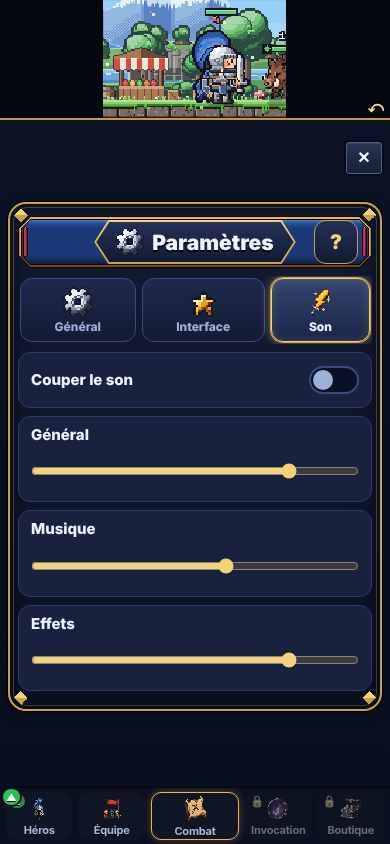 ×
Paramètres
?
Général
Interface
Son
Couper le son
Général
Musique
Effets
Héros
Équipe
Combat
Invocation
Boutique